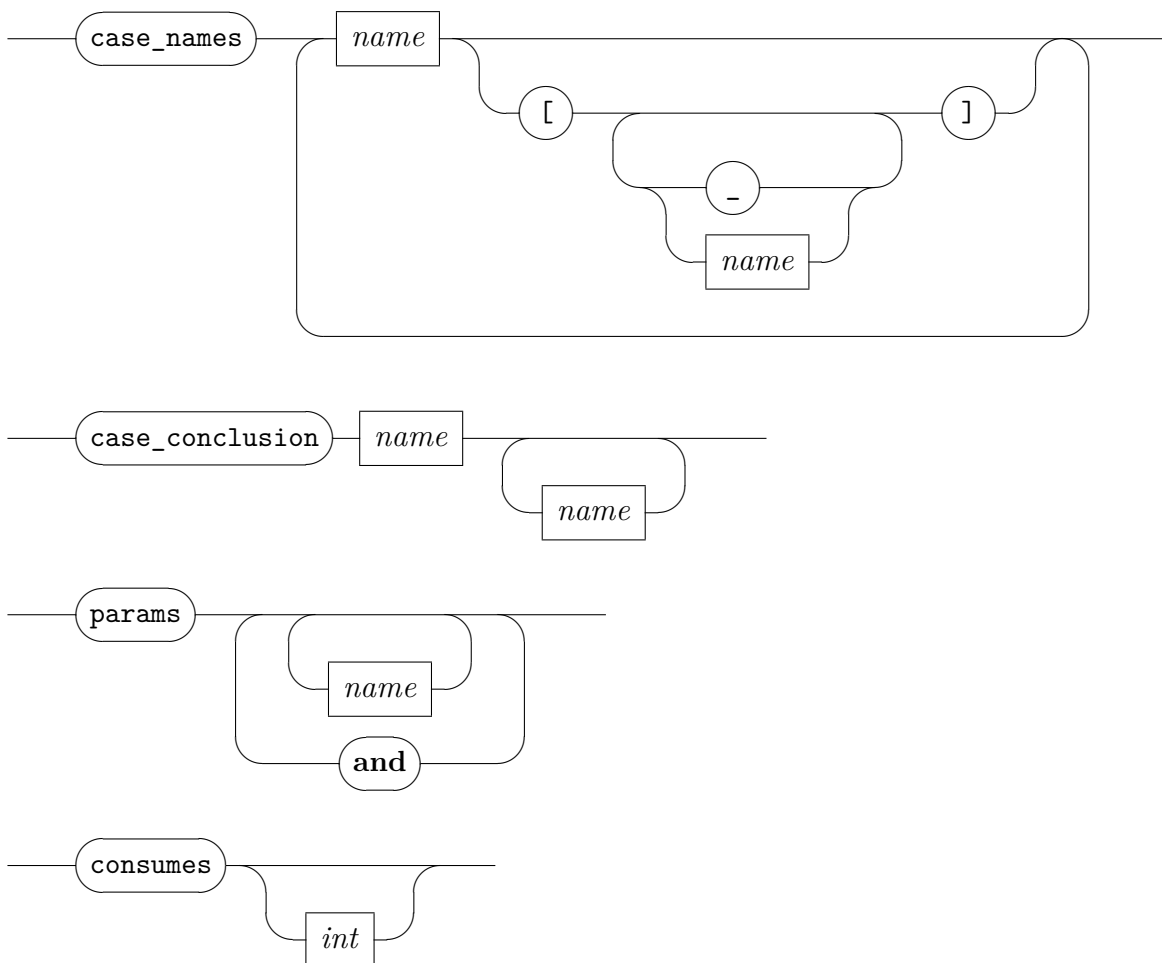 case_names name
[ ]
_
name
case_conclusion name
name
params
name
and
consumes
int